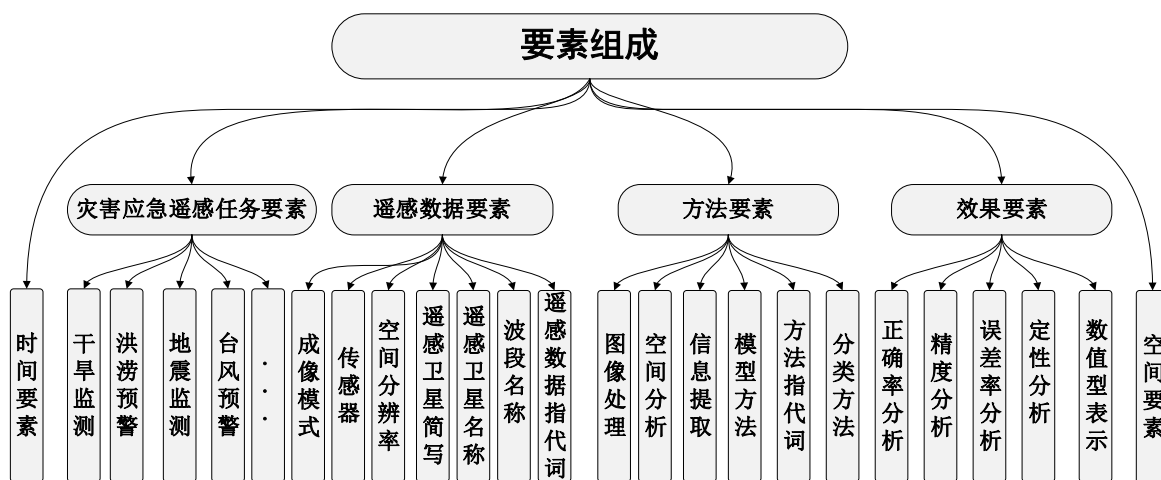 要素组成
灾害应急遥感任务要素
遥感数据要素
方法要素
效果要素
时间要素
干旱监测
洪涝预警
地震监测
台风预警
...
成像模式
传感器
空间分辨率
遥感卫星简写
遥感卫星名称
波段名称
遥感数据指代词
图像处理
空间分析
信息提取
模型方法
方法指代词
分类方法
正确率分析
精度分析
误差率分析
定性分析
数值型表示
空间要素